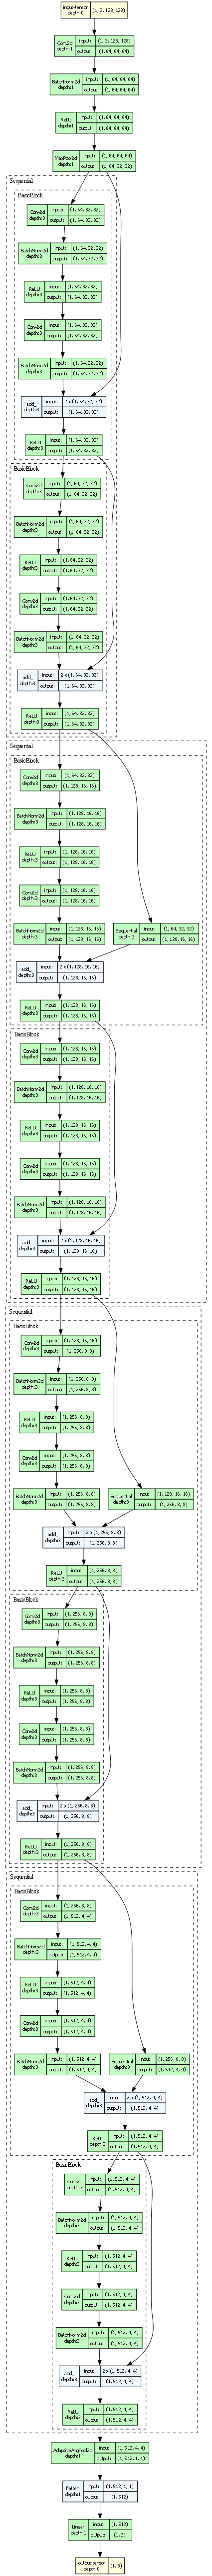 input-tensor (1, 3, 128, 128)
depth:0
Conv2d input: (1, 3, 128, 128)
depth:1 output: (1, 64, 64, 64)
BatchNorm2d input: (1, 64, 64, 64)
depth:1 output: (1, 64, 64, 64)
ReLU input: (1, 64, 64, 64)
depth:1 output: (1, 64, 64, 64)
MaxPool2d input: (1, 64, 64, 64)
depth:1 output: (1, 64, 32, 32)
Sequential
BasicBlock
Conv2d input: (1, 64, 32, 32)
depth:3 output: (1, 64, 32, 32)
BatchNorm2d input: (1, 64, 32, 32)
depth:3 output: (1, 64, 32, 32)
ReLU input: (1, 64, 32, 32)
depth:3 output: (1, 64, 32, 32)
Conv2d input: (1, 64, 32, 32)
depth:3 output: (1, 64, 32, 32)
BatchNorm2d input: (1, 64, 32, 32)
depth:3 output: (1, 64, 32, 32)
add_ input: 2 x (1, 64, 32, 32)
depth:3 output: (1, 64, 32, 32)
ReLU input: (1, 64, 32, 32)
depth:3 output: (1, 64, 32, 32)
BasicBlock
Conv2d input: (1, 64, 32, 32)
depth:3 output: (1, 64, 32, 32)
BatchNorm2d input: (1, 64, 32, 32)
depth:3 output: (1, 64, 32, 32)
ReLU input: (1, 64, 32, 32)
depth:3 output: (1, 64, 32, 32)
Conv2d input: (1, 64, 32, 32)
depth:3 output: (1, 64, 32, 32)
BatchNorm2d input: (1, 64, 32, 32)
depth:3 output: (1, 64, 32, 32)
add_ input: 2 x (1, 64, 32, 32)
depth:3 output: (1, 64, 32, 32)
ReLU input: (1, 64, 32, 32)
depth:3 output: (1, 64, 32, 32)
Sequential
BasicBlock
Conv2d input: (1, 64, 32, 32)
depth:3 output: (1, 128, 16, 16)
BatchNorm2d input: (1, 128, 16, 16)
depth:3 output: (1, 128, 16, 16)
ReLU input: (1, 128, 16, 16)
depth:3 output: (1, 128, 16, 16)
Conv2d input: (1, 128, 16, 16)
depth:3 output: (1, 128, 16, 16)
BatchNorm2d input: (1, 128, 16, 16)
depth:3 output: (1, 128, 16, 16)
Sequential input: (1, 64, 32, 32)
depth:3 output: (1, 128, 16, 16)
add_ input: 2 x (1, 128, 16, 16)
depth:3 output: (1, 128, 16, 16)
ReLU input: (1, 128, 16, 16)
depth:3 output: (1, 128, 16, 16)
BasicBlock
Conv2d input: (1, 128, 16, 16)
depth:3 output: (1, 128, 16, 16)
BatchNorm2d input: (1, 128, 16, 16)
depth:3 output: (1, 128, 16, 16)
ReLU input: (1, 128, 16, 16)
depth:3 output: (1, 128, 16, 16)
Conv2d input: (1, 128, 16, 16)
depth:3 output: (1, 128, 16, 16)
BatchNorm2d input: (1, 128, 16, 16)
depth:3 output: (1, 128, 16, 16)
add_ input: 2 x (1, 128, 16, 16)
depth:3 output: (1, 128, 16, 16)
ReLU input: (1, 128, 16, 16)
depth:3 output: (1, 128, 16, 16)
Sequential
BasicBlock
Conv2d input: (1, 128, 16, 16)
depth:3 output: (1, 256, 8, 8)
BatchNorm2d input: (1, 256, 8, 8)
depth:3 output: (1, 256, 8, 8)
ReLU input: (1, 256, 8, 8)
depth:3 output: (1, 256, 8, 8)
Conv2d input: (1, 256, 8, 8)
depth:3 output: (1, 256, 8, 8)
BatchNorm2d input: (1, 256, 8, 8)
depth:3 output: (1, 256, 8, 8)
Sequential input: (1, 128, 16, 16)
depth:3 output: (1, 256, 8, 8)
add_ input: 2 x (1, 256, 8, 8)
depth:3 output: (1, 256, 8, 8)
ReLU input: (1, 256, 8, 8)
depth:3 output: (1, 256, 8, 8)
BasicBlock
Conv2d input: (1, 256, 8, 8)
depth:3 output: (1, 256, 8, 8)
BatchNorm2d input: (1, 256, 8, 8)
depth:3 output: (1, 256, 8, 8)
ReLU input: (1, 256, 8, 8)
depth:3 output: (1, 256, 8, 8)
Conv2d input: (1, 256, 8, 8)
depth:3 output: (1, 256, 8, 8)
BatchNorm2d input: (1, 256, 8, 8)
depth:3 output: (1, 256, 8, 8)
add_ input: 2 x (1, 256, 8, 8)
depth:3 output: (1, 256, 8, 8)
ReLU input: (1, 256, 8, 8)
depth:3 output: (1, 256, 8, 8)
Sequential
BasicBlock
Conv2d input: (1, 256, 8, 8)
depth:3 output: (1, 512, 4, 4)
BatchNorm2d input: (1, 512, 4, 4)
depth:3 output: (1, 512, 4, 4)
ReLU input: (1, 512, 4, 4)
depth:3 output: (1, 512, 4, 4)
Conv2d input: (1, 512, 4, 4)
depth:3 output: (1, 512, 4, 4)
BatchNorm2d input: (1, 512, 4, 4)
depth:3 output: (1, 512, 4, 4)
Sequential input: (1, 256, 8, 8)
depth:3 output: (1, 512, 4, 4)
add_ input: 2 x (1, 512, 4, 4)
depth:3 output: (1, 512, 4, 4)
ReLU input: (1, 512, 4, 4)
depth:3 output: (1, 512, 4, 4)
BasicBlock
Conv2d input: (1, 512, 4, 4)
depth:3 output: (1, 512, 4, 4)
BatchNorm2d input: (1, 512, 4, 4)
depth:3 output: (1, 512, 4, 4)
ReLU input: (1, 512, 4, 4)
depth:3 output: (1, 512, 4, 4)
Conv2d input: (1, 512, 4, 4)
depth:3 output: (1, 512, 4, 4)
BatchNorm2d input: (1, 512, 4, 4)
depth:3 output: (1, 512, 4, 4)
add_ input: 2 x (1, 512, 4, 4)
depth:3 output: (1, 512, 4, 4)
ReLU input: (1, 512, 4, 4)
depth:3 output: (1, 512, 4, 4)
AdaptiveAvgPool2d input: (1, 512, 4, 4)
depth:1 output: (1, 512, 1, 1)
flatten input: (1, 512, 1, 1)
depth:1 output: (1, 512)
Linear input: (1, 512)
depth:1 output: (1, 3)
output-tensor (1, 3)
depth:0